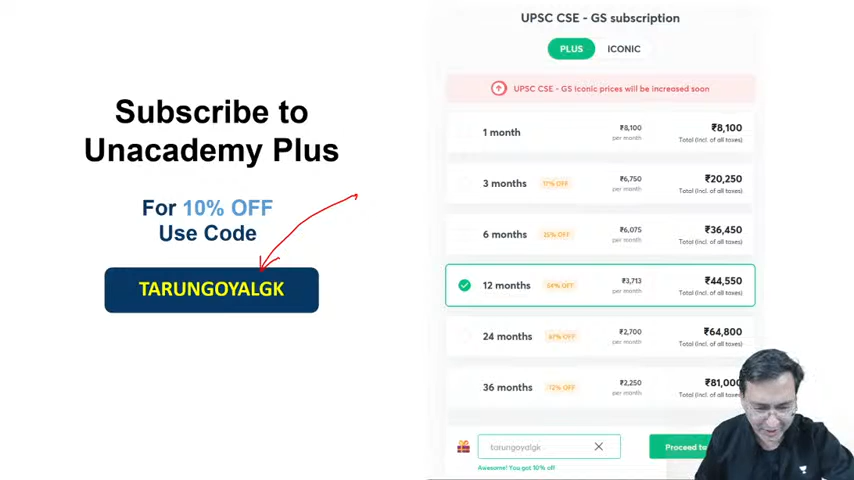 Subscribe to
Unacademy Plus
For 10% OFF
Use Code
TARUNGOYALGK
UPSC CSE - GS subscription
PLUS ICONIC
UPSC CSE - GS Iconic prices will be increased soon
1 month ₹8,100 ₹8,100
per month Total (Incl. of all taxes)
3 months 17% OFF ₹6,750 ₹20,250
per month Total (Incl. of all taxes)
6 months 25% OFF ₹6,075 ₹36,450
per month Total (Incl. of all taxes)
12 months 54% OFF ₹3,713 ₹44,550
per month Total (Incl. of all taxes)
24 months 67% OFF ₹2,700 ₹64,800
per month Total (Incl. of all taxes)
36 months 72% OFF ₹2,250 ₹81,000
per month Total (Incl. of all taxes)
tarungoyalgk
Proceed
Awesome! You got 10% off